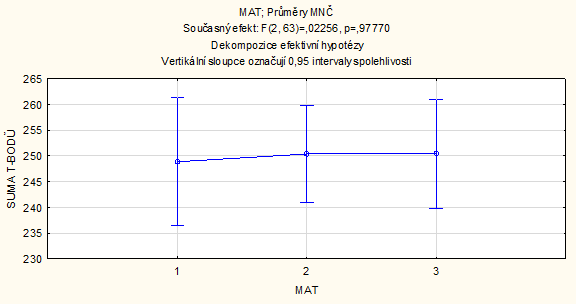 MAT; Průměry MNČ
Současný efekt: F(2, 63)=,02256, p=,97770
Dekompozice efektivní hypotézy
Vertikální sloupce označují 0,95 intervaly spolehlivosti
265
260
255
250
245
240
235
230
SUMA T-BODŮ
1 2 3
MAT